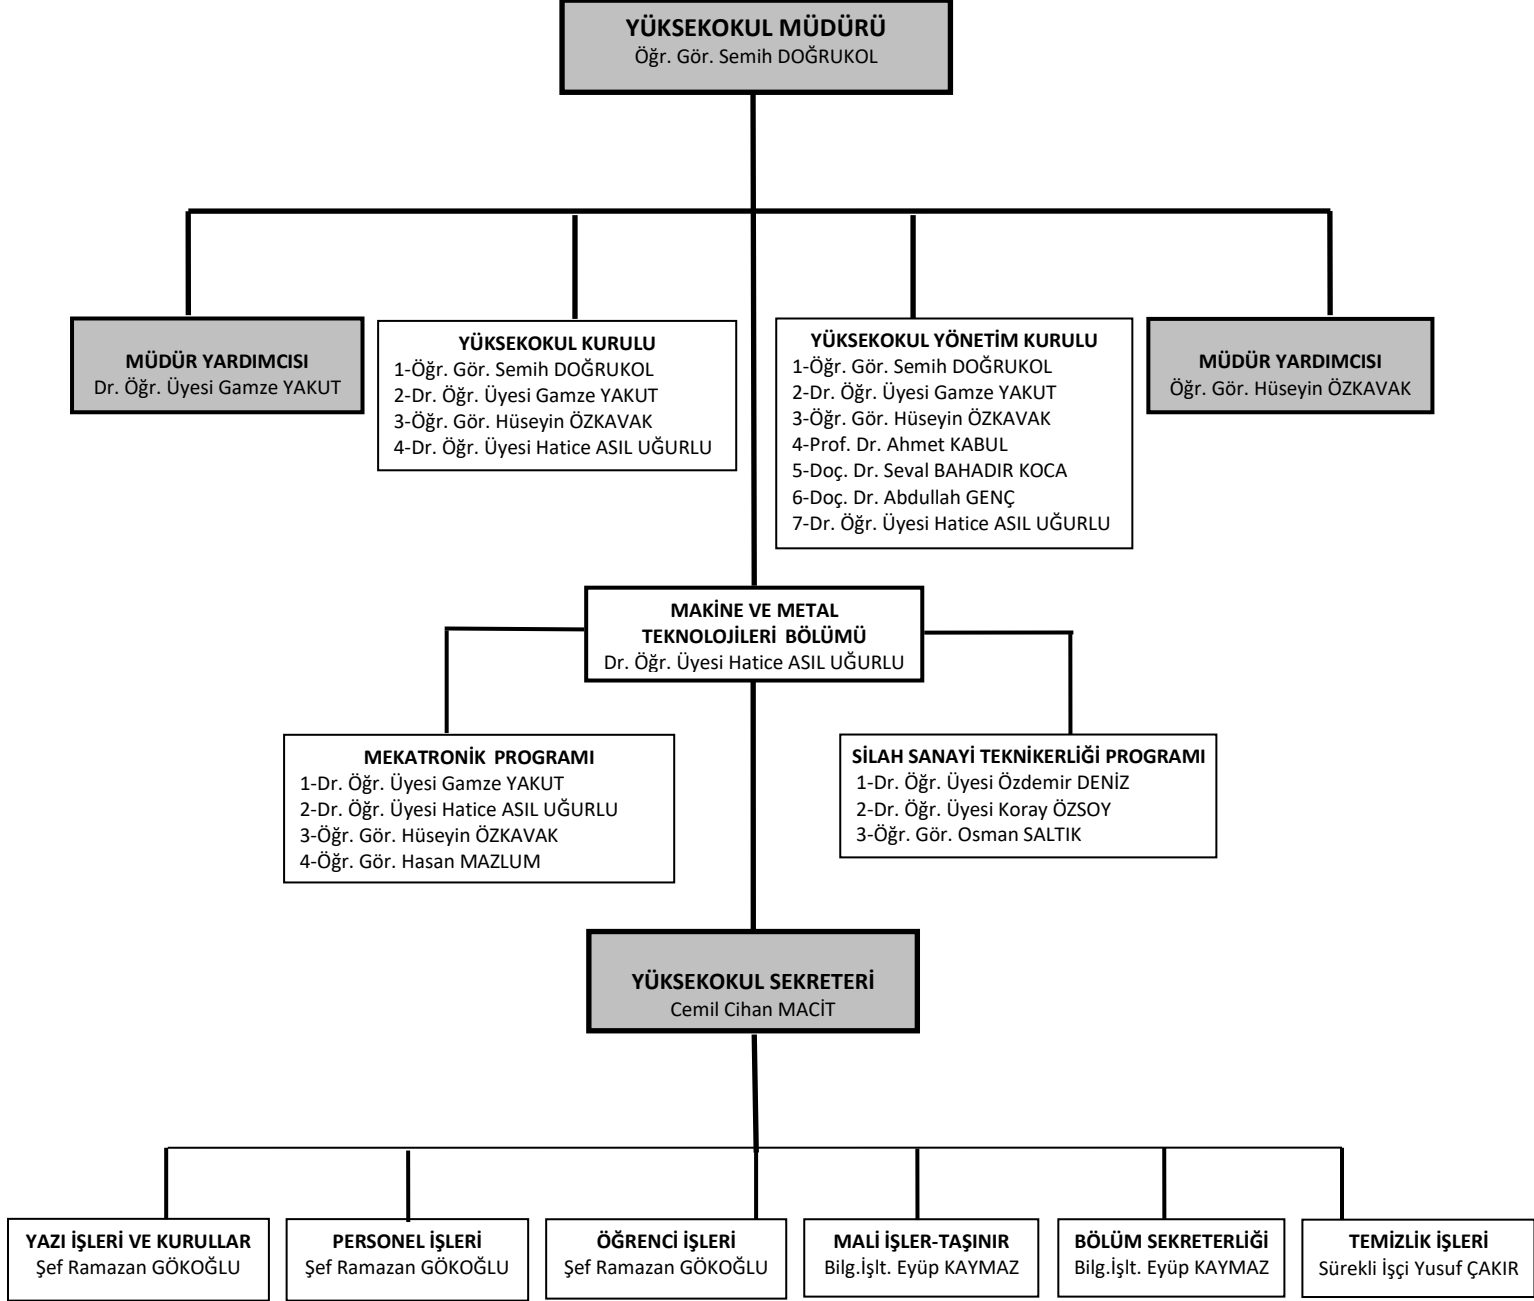 YÜKSEKOKUL MÜDÜRÜ
Öğr. Gör. Semih DOĞRUKOL
MÜDÜR YARDIMCISI
Dr. Öğr. Üyesi Gamze YAKUT
YÜKSEKOKUL KURULU
1-Öğr. Gör. Semih DOĞRUKOL
2-Dr. Öğr. Üyesi Gamze YAKUT
3-Öğr. Gör. Hüseyin ÖZKAVAK
4-Dr. Öğr. Üyesi Hatice ASIL UĞURLU
YÜKSEKOKUL YÖNETİM KURULU
1-Öğr. Gör. Semih DOĞRUKOL
2-Dr. Öğr. Üyesi Gamze YAKUT
3-Öğr. Gör. Hüseyin ÖZKAVAK
4-Prof. Dr. Ahmet KABUL
5-Doç. Dr. Seval BAHADIR KOCA
6-Doç. Dr. Abdullah GENÇ
7-Dr. Öğr. Üyesi Hatice ASIL UĞURLU
MÜDÜR YARDIMCISI
Öğr. Gör. Hüseyin ÖZKAVAK
MAKİNE VE METAL
TEKNOLOJİLERİ BÖLÜMÜ
Dr. Öğr. Üyesi Hatice ASIL UĞURLU
MEKATRONİK PROGRAMI
1-Dr. Öğr. Üyesi Gamze YAKUT
2-Dr. Öğr. Üyesi Hatice ASIL UĞURLU
3-Öğr. Gör. Hüseyin ÖZKAVAK
4-Öğr. Gör. Hasan MAZLUM
SİLAH SANAYİ TEKNİKERLİĞİ PROGRAMI
1-Dr. Öğr. Üyesi Özdemir DENİZ
2-Dr. Öğr. Üyesi Koray ÖZSOY
3-Öğr. Gör. Osman SALTIK
YÜKSEKOKUL SEKRETERİ
Cemil Cihan MACİT
YAZI İŞLERİ VE KURULLAR
Şef Ramazan GÖKOĞLU
PERSONEL İŞLERİ
Şef Ramazan GÖKOĞLU
ÖĞRENCİ İŞLERİ
Şef Ramazan GÖKOĞLU
MALİ İŞLER-TAŞINIR
Bilg.İşlt. Eyüp KAYMAZ
BÖLÜM SEKRETERLİĞİ
Bilg.İşlt. Eyüp KAYMAZ
TEMİZLİK İŞLERİ
Sürekli İşçi Yusuf ÇAKIR